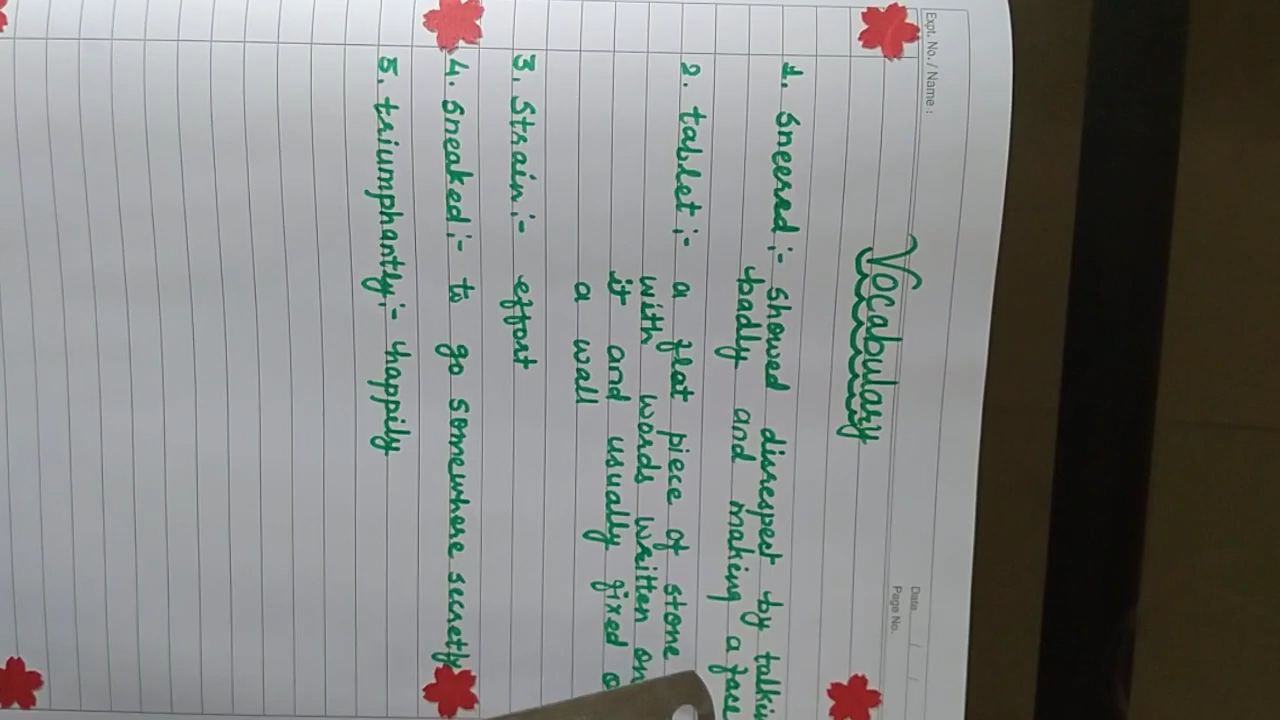 Expt. No. / Name :
Date / /
Page No.
Vocabulary
1. sneered :- showed disrespect by
badly and making a face
2. tablet :- a flat piece of stone
with words written on
it and usually fixed
a wall
3. Strain :- effort
4. sneaked :- to go somewhere secretly
5. triumphantly :- happily